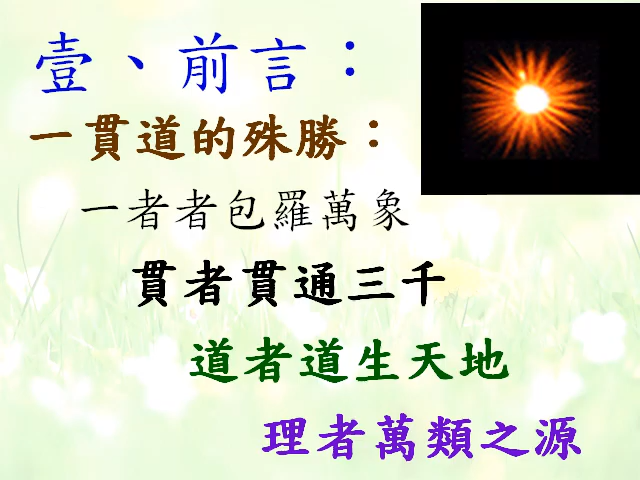 壹、前言：
一貫道的殊勝：
一者者包羅萬象
貫者貫通三千
道者道生天地
理者萬類之源